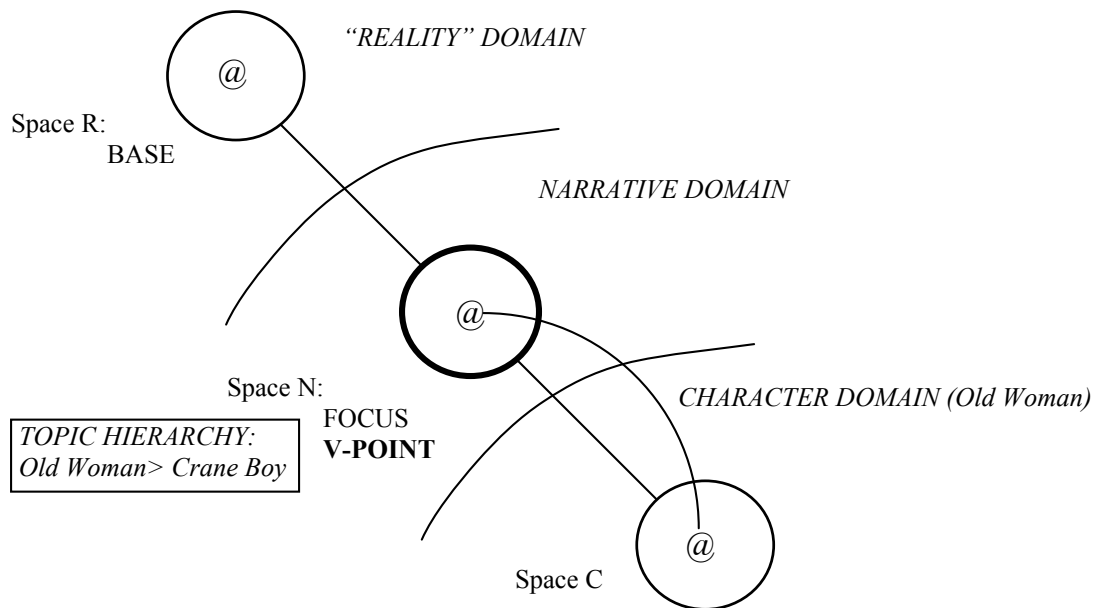 “REALITY” DOMAIN
@
Space R:
BASE
NARRATIVE DOMAIN
@
Space N:
FOCUS
V-POINT
CHARACTER DOMAIN (Old Woman)
TOPIC HIERARCHY:
Old Woman> Crane Boy
@
Space C